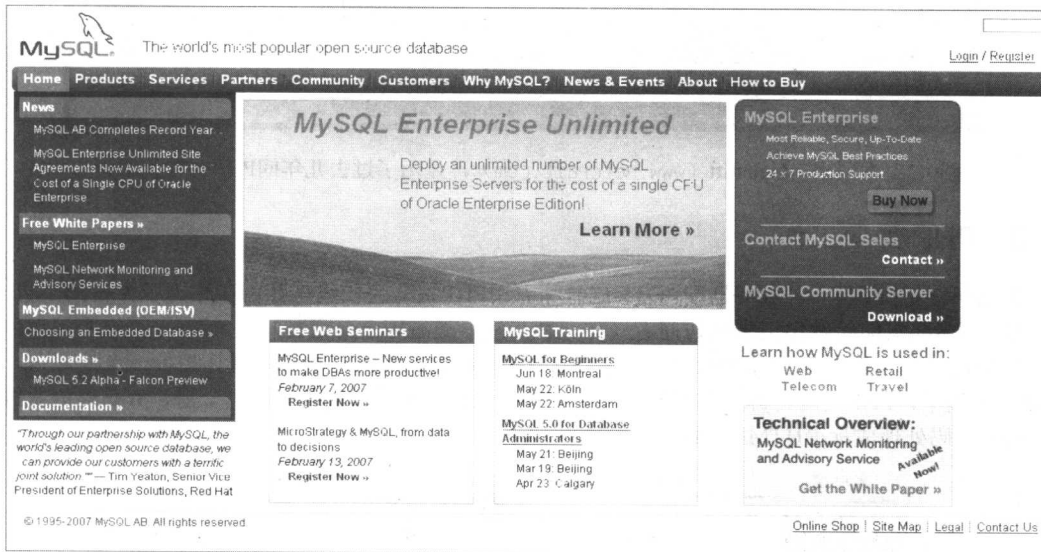 MySQL®
The world's most popular open source database
Login / Register
Home Products Services Partners Community Customers Why MySQL? News & Events About How to Buy
News
MySQL AB Completes Record Year
MySQL Enterprise Unlimited Site
Agreements Now Available for the
Cost of a Single CPU of Oracle
Enterprise
Free White Papers »
MySQL Enterprise
MySQL Network Monitoring and
Advisory Services
MySQL Embedded (OEM/ISV)
Choosing an Embedded Database »
Downloads »
MySQL 5.2 Alpha - Falcon Preview
Documentation »
"Through our partnership with MySQL, the
world's leading open source database, we
can provide our customers with a terrific
joint solution."" — Tim Yeaton, Senior Vice
President of Enterprise Solutions, Red Hat
MySQL Enterprise Unlimited
Deploy an unlimited number of MySQL
Enterprise Servers for the cost of a single CPU
of Oracle Enterprise Edition!
Learn More »
Free Web Seminars
MySQL Enterprise – New services
to make DBAs more productive!
February 7, 2007
Register Now »
MicroStrategy & MySQL, from data
to decisions
February 13, 2007
Register Now »
MySQL Training
MySQL for Beginners
Jun 18: Montreal
May 22: Köln
May 22: Amsterdam
MySQL 5.0 for Database
Administrators
May 21: Beijing
Mar 19: Beijing
Apr 23: Calgary
MySQL Enterprise
Most Reliable, Secure, Up-To-Date
Achieve MySQL Best Practices
24 x 7 Production Support
Buy Now
Contact MySQL Sales
Contact »
MySQL Community Server
Download »
Learn how MySQL is used in:
Web Retail
Telecom Travel
Technical Overview:
MySQL Network Monitoring
and Advisory Service
Available
Now!
Get the White Paper »
© 1995-2007 MySQL AB. All rights reserved.
Online Shop | Site Map | Legal | Contact Us